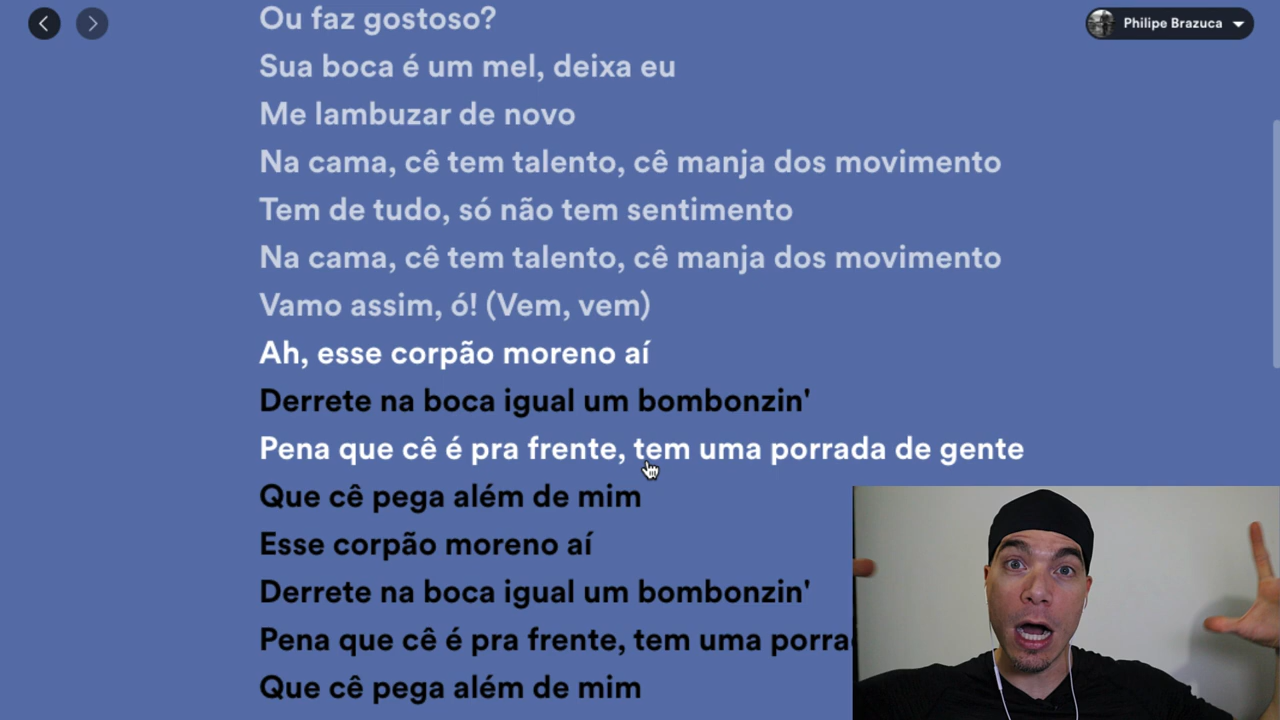 Ou faz gostoso?
Philipe Brazuca
Sua boca é um mel, deixa eu
Me lambuzar de novo
Na cama, cê tem talento, cê manja dos movimento
Tem de tudo, só não tem sentimento
Na cama, cê tem talento, cê manja dos movimento
Vamo assim, ó! (Vem, vem)
Ah, esse corpão moreno aí
Derrete na boca igual um bombonzin'
Pena que cê é pra frente, tem uma porrada de gente
Que cê pega além de mim
Esse corpão moreno aí
Derrete na boca igual um bombonzin'
Pena que cê é pra frente, tem uma
Que cê pega além de mim